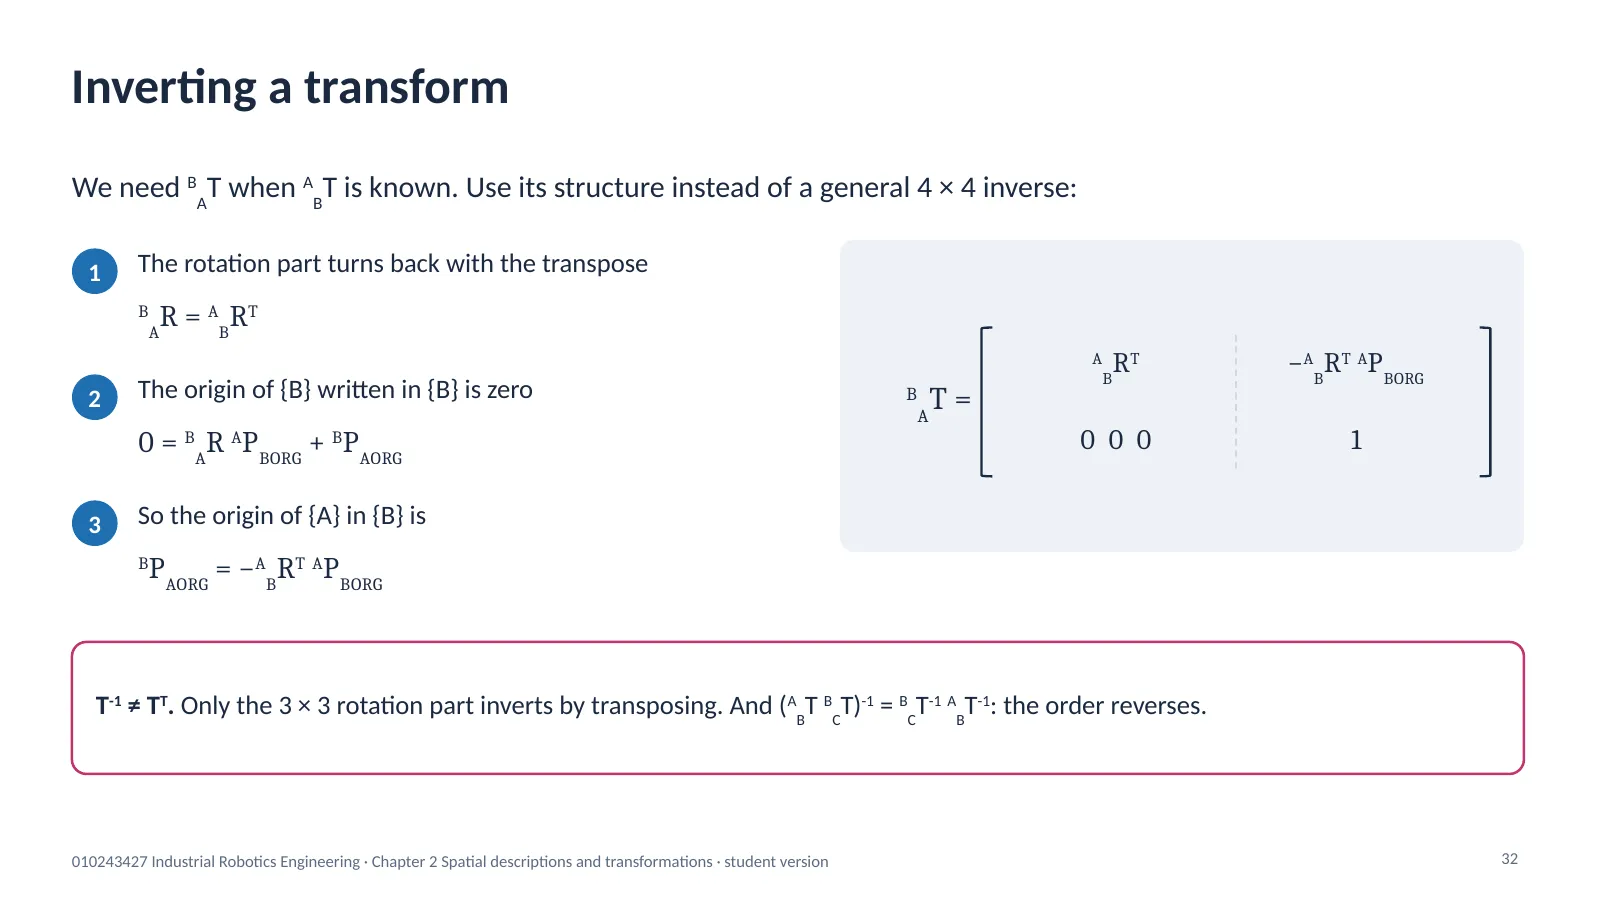 Inverting a transform
We need ᴮ_A T when ᴬ_B T is known. Use its structure instead of a general 4 × 4 inverse:
1 The rotation part turns back with the transpose
ᴮ_A R = ᴬ_B Rᵀ
2 The origin of {B} written in {B} is zero
0 = ᴮ_A R ᴬP_BORG + ᴮP_AORG
3 So the origin of {A} in {B} is
ᴮP_AORG = −ᴬ_B Rᵀ ᴬP_BORG
ᴬ_B Rᵀ −ᴬ_B Rᵀ ᴬP_BORG
ᴮ_A T =
0 0 0 1
T⁻¹ ≠ Tᵀ. Only the 3 × 3 rotation part inverts by transposing. And (ᴬ_B T ᴮ_C T)⁻¹ = ᴮ_C T⁻¹ ᴬ_B T⁻¹: the order reverses.
010243427 Industrial Robotics Engineering · Chapter 2 Spatial descriptions and transformations · student version
32